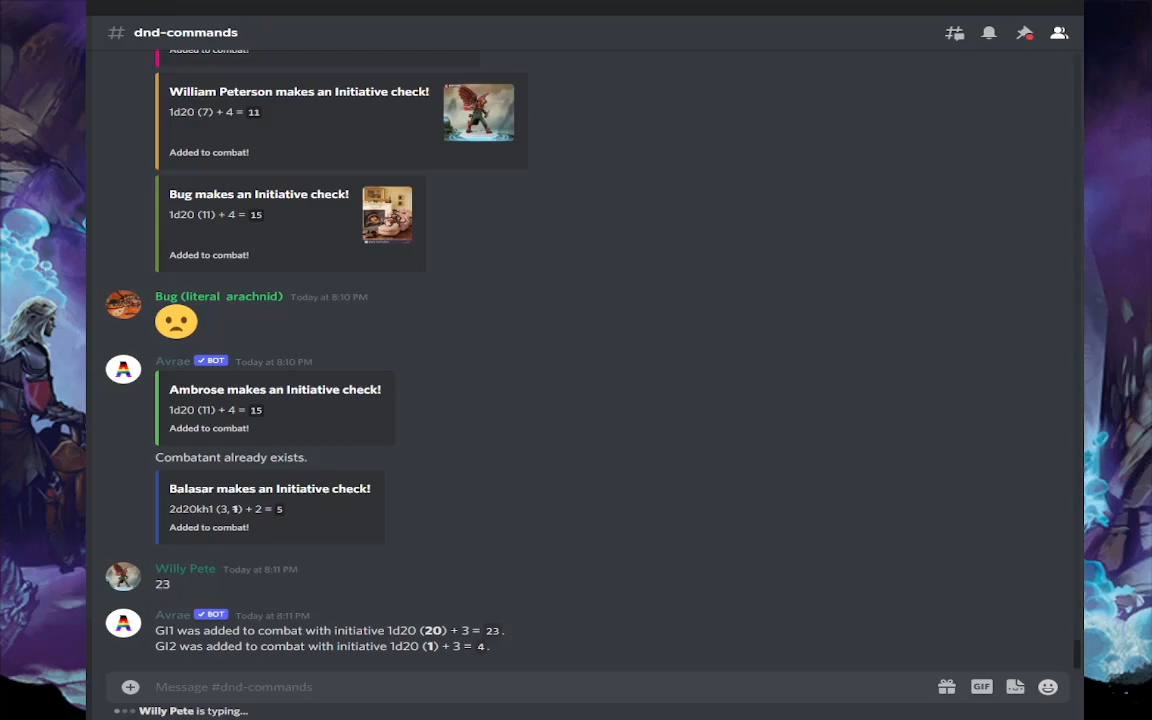 dnd-commands
Added to combat!
William Peterson makes an Initiative check!
1d20 (7) + 4 = 11
Added to combat!
Bug makes an Initiative check!
1d20 (11) + 4 = 15
Added to combat!
Bug (literal arachnid) Today at 8:10 PM
Avrae BOT Today at 8:10 PM
Ambrose makes an Initiative check!
1d20 (11) + 4 = 15
Added to combat!
Combatant already exists.
Balasar makes an Initiative check!
2d20kh1 (3, 1) + 2 = 5
Added to combat!
Willy Pete Today at 8:11 PM
23
Avrae BOT Today at 8:11 PM
GI1 was added to combat with initiative 1d20 (20) + 3 = 23.
GI2 was added to combat with initiative 1d20 (1) + 3 = 4.
Message #dnd-commands
GIF
Willy Pete is typing...